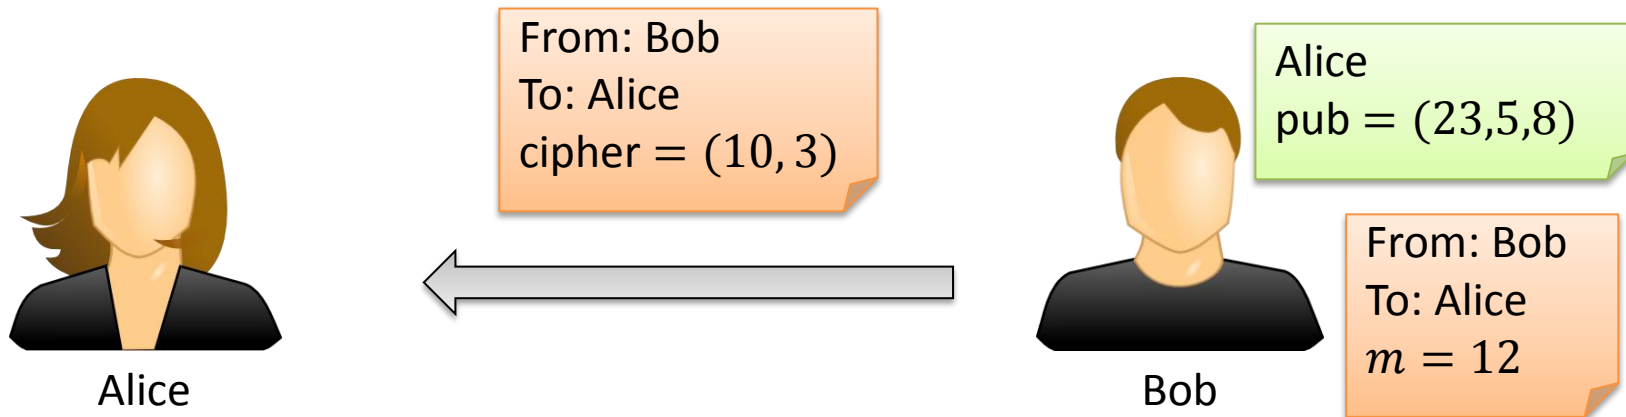 From: Bob
To: Alice
cipher = (10, 3)
Alice
pub = (23,5,8)
From: Bob
To: Alice
m = 12
Alice
Bob